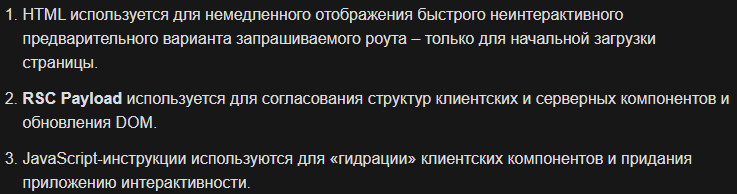 1. HTML используется для немедленного отображения быстрого неинтерактивного
предварительного варианта запрашиваемого роута – только для начальной загрузки
страницы.
2. RSC Payload используется для согласования структур клиентских и серверных компонентов и
обновления DOM.
3. JavaScript-инструкции используются для «гидрации» клиентских компонентов и придания
приложению интерактивности.